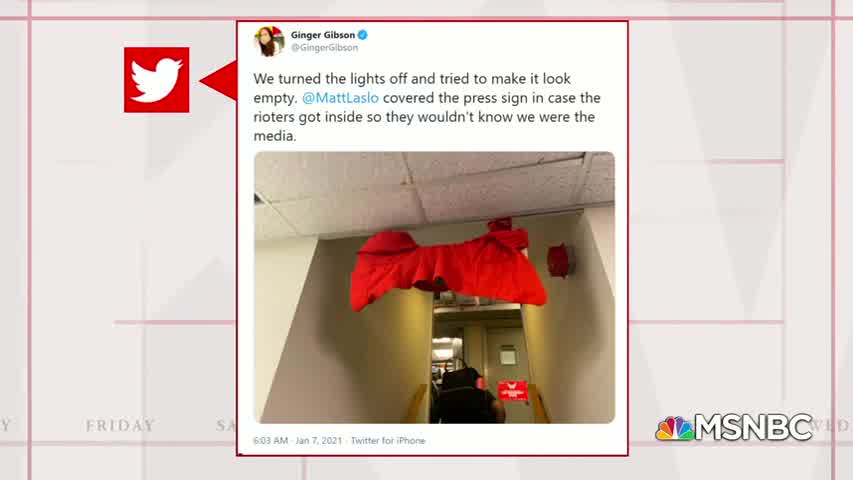 Ginger Gibson
@GingerGibson
We turned the lights off and tried to make it look
empty. @MattLaslo covered the press sign in case the
rioters got inside so they wouldn't know we were the
media.
6:03 AM · Jan 7, 2021 · Twitter for iPhone
FRIDAY
MSNBC